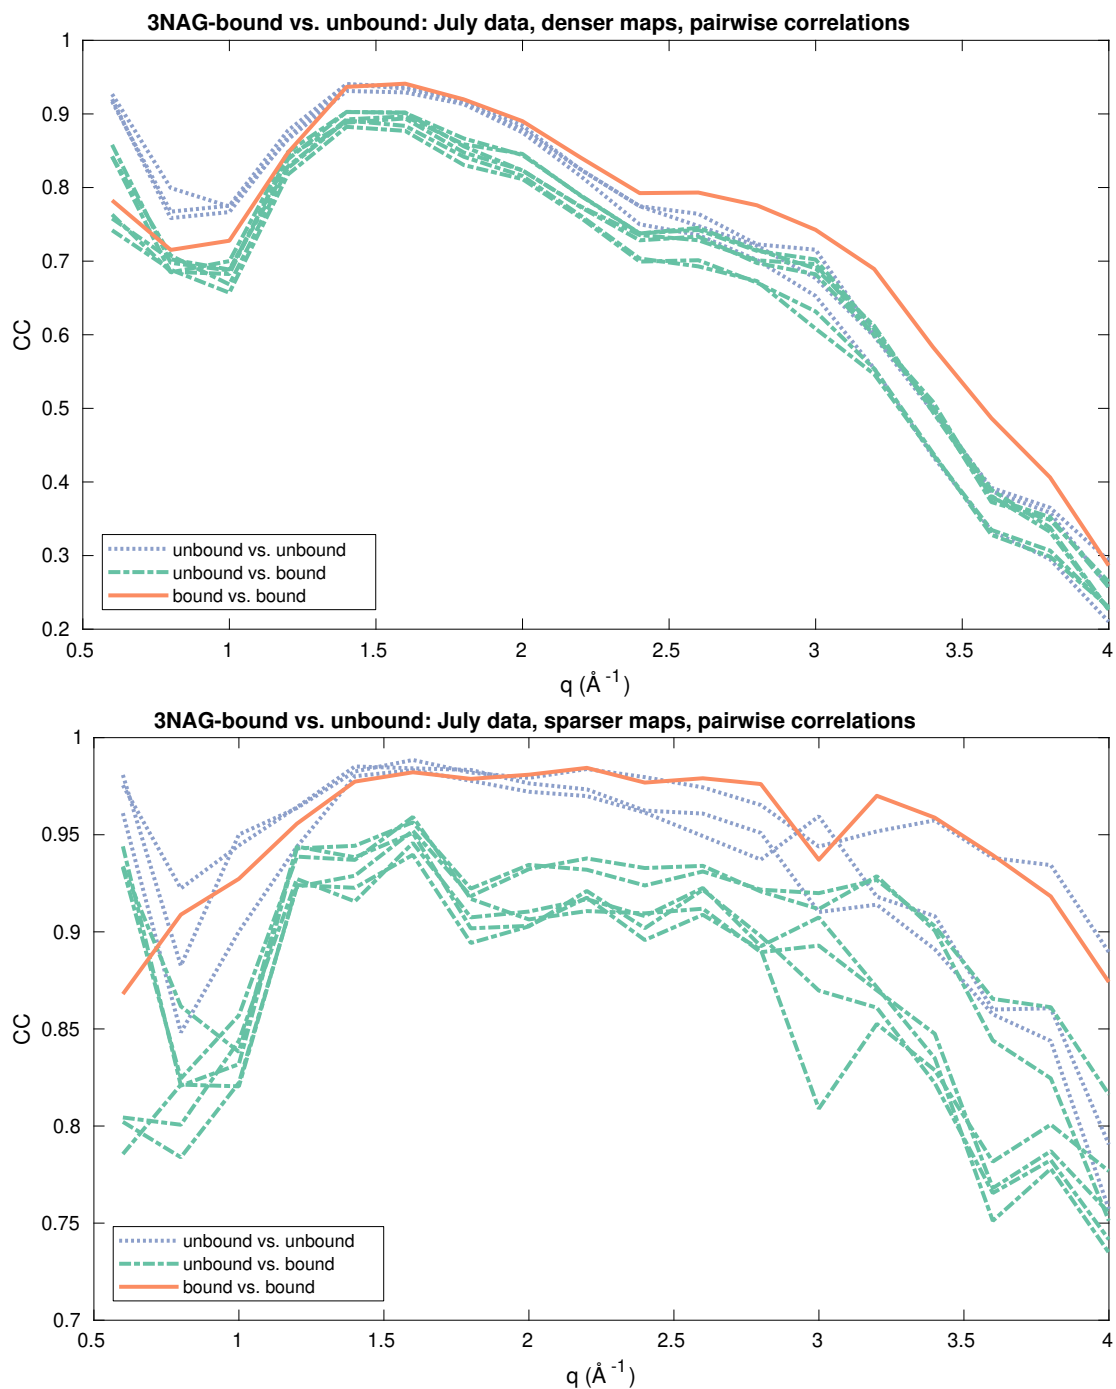 3NAG-bound vs. unbound: July data, denser maps, pairwise correlations
1
0.9
0.8
0.7
0.6
0.5
0.4
0.3
0.2
CC
unbound vs. unbound
unbound vs. bound
bound vs. bound
0.5 1 1.5 2 2.5 3 3.5 4
q (Å⁻¹)
3NAG-bound vs. unbound: July data, sparser maps, pairwise correlations
1
0.95
0.9
0.85
0.8
0.75
0.7
CC
unbound vs. unbound
unbound vs. bound
bound vs. bound
0.5 1 1.5 2 2.5 3 3.5 4
q (Å⁻¹)